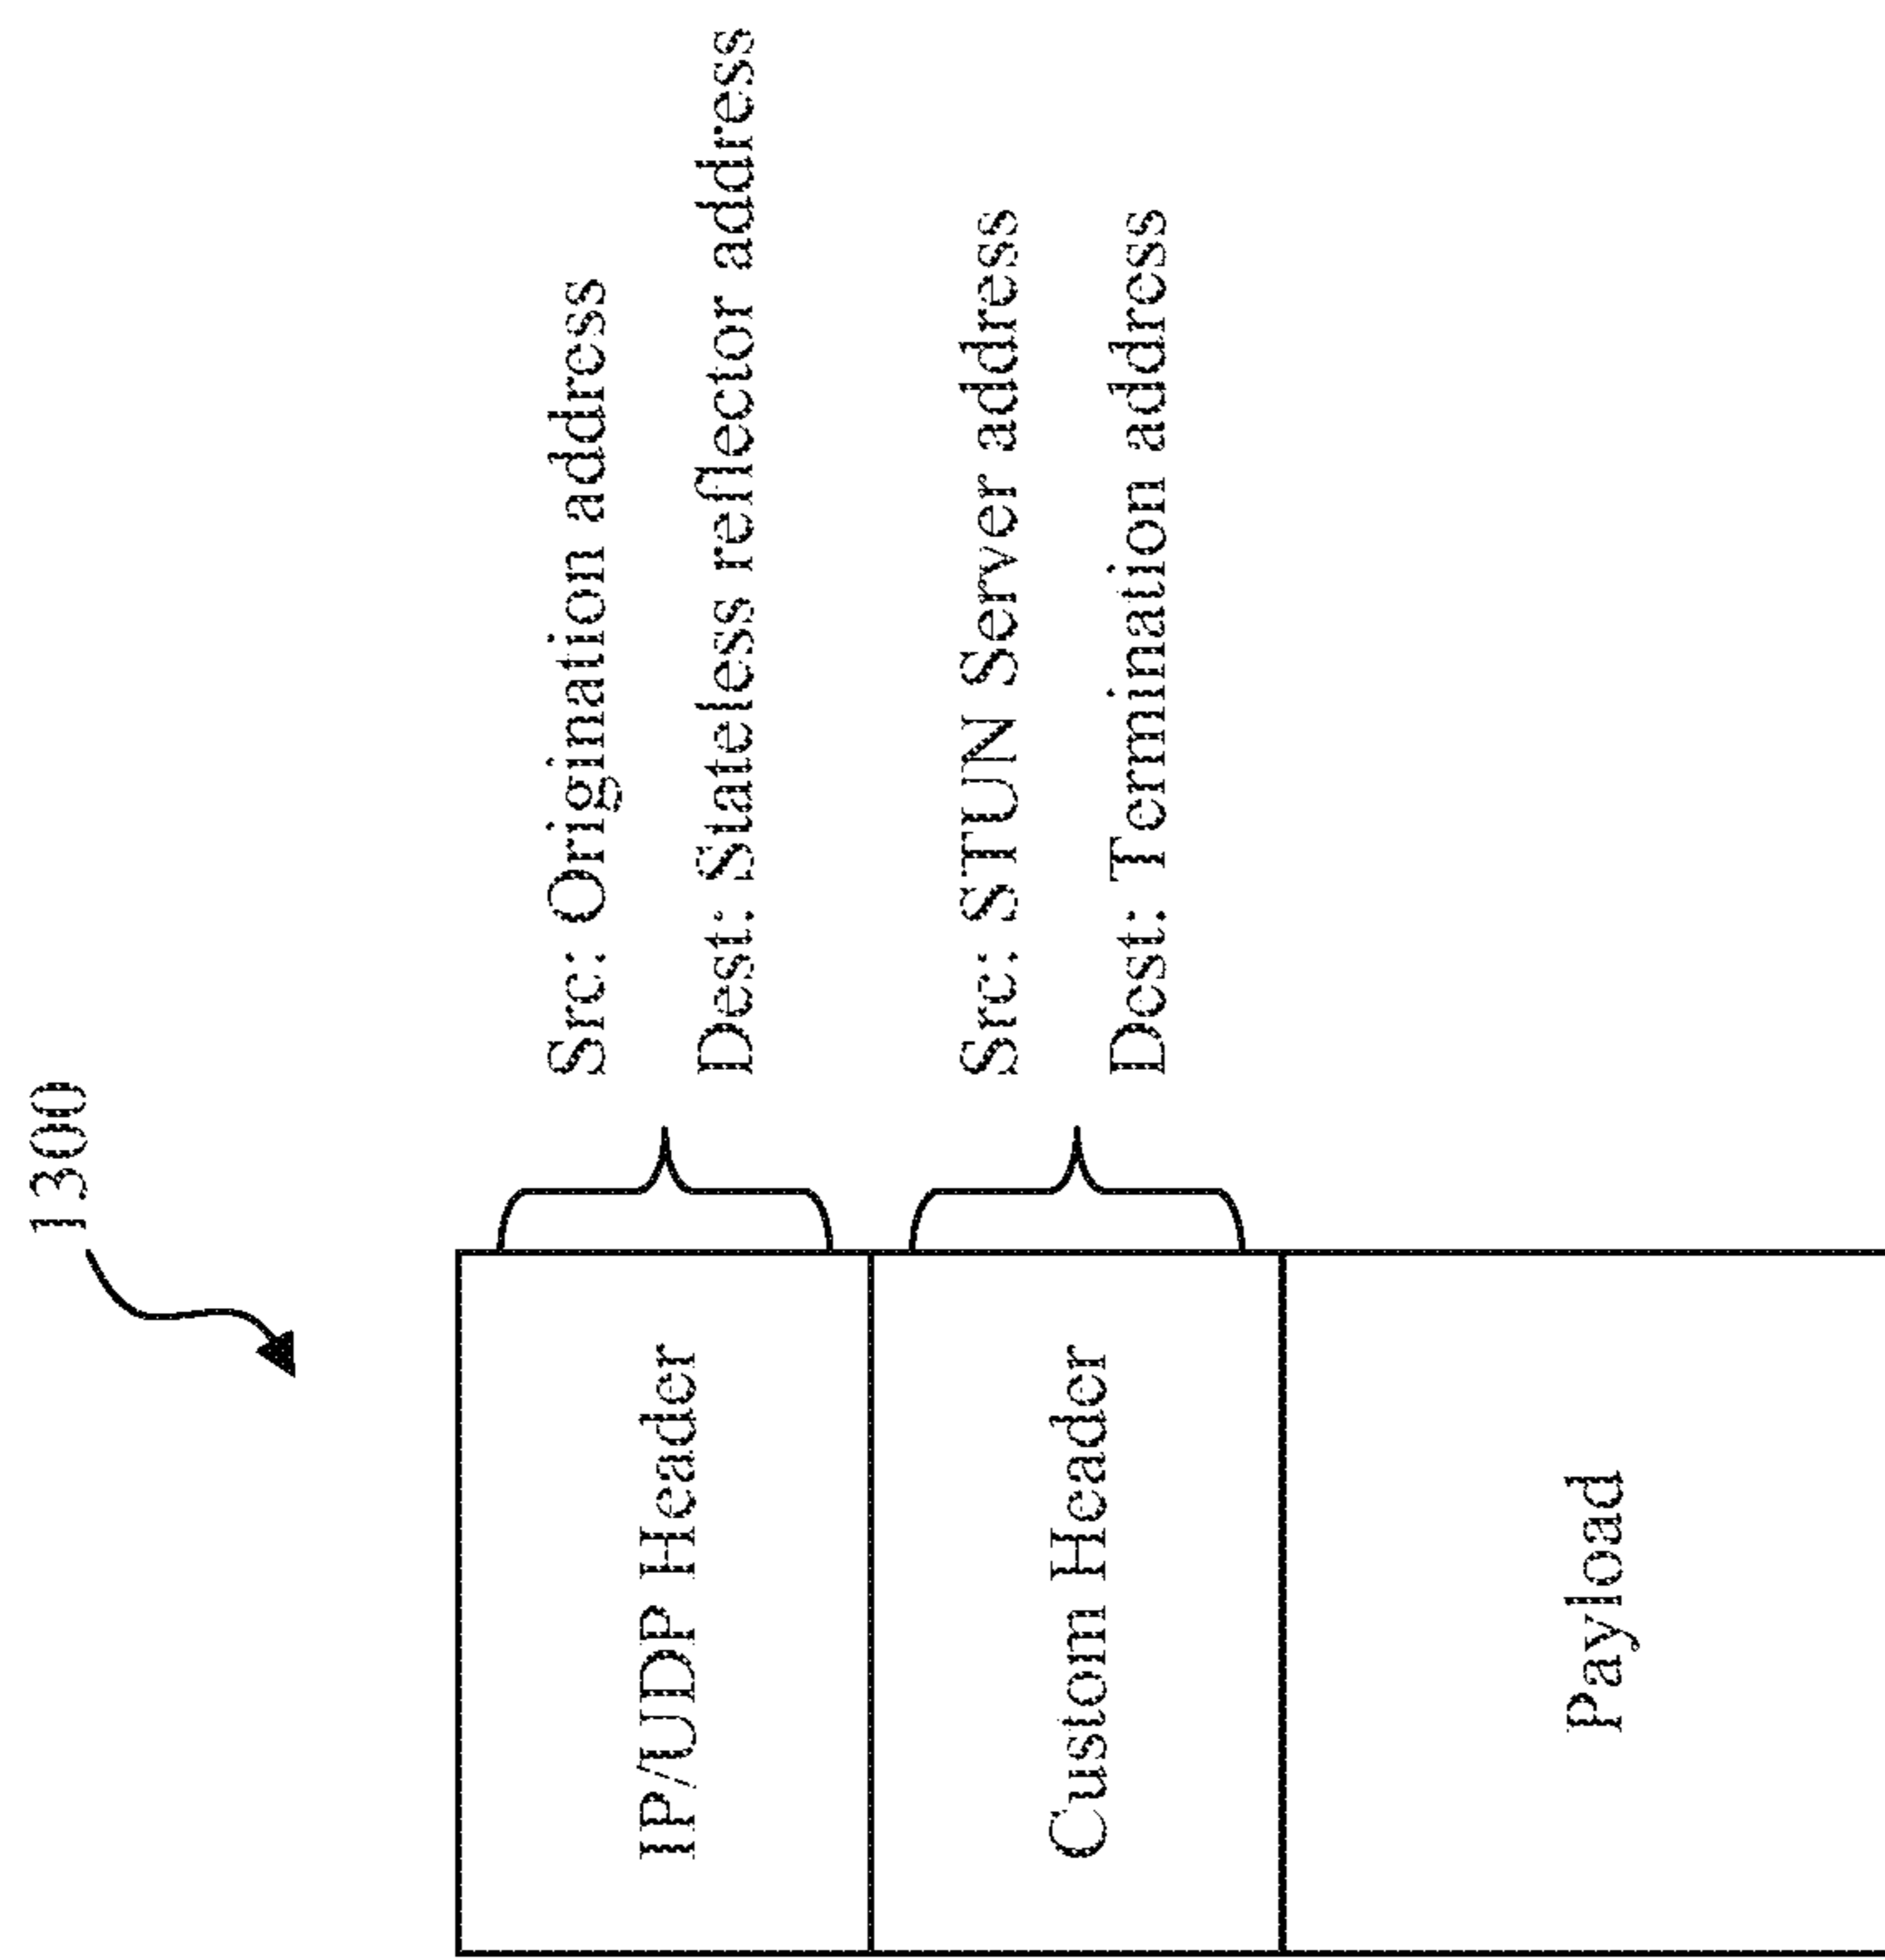 1300
IP/UDP Header
Src: Origination address
Dest: Stateless reflector address
Custom Header
Src: STUN Server address
Dest: Termination address
Payload